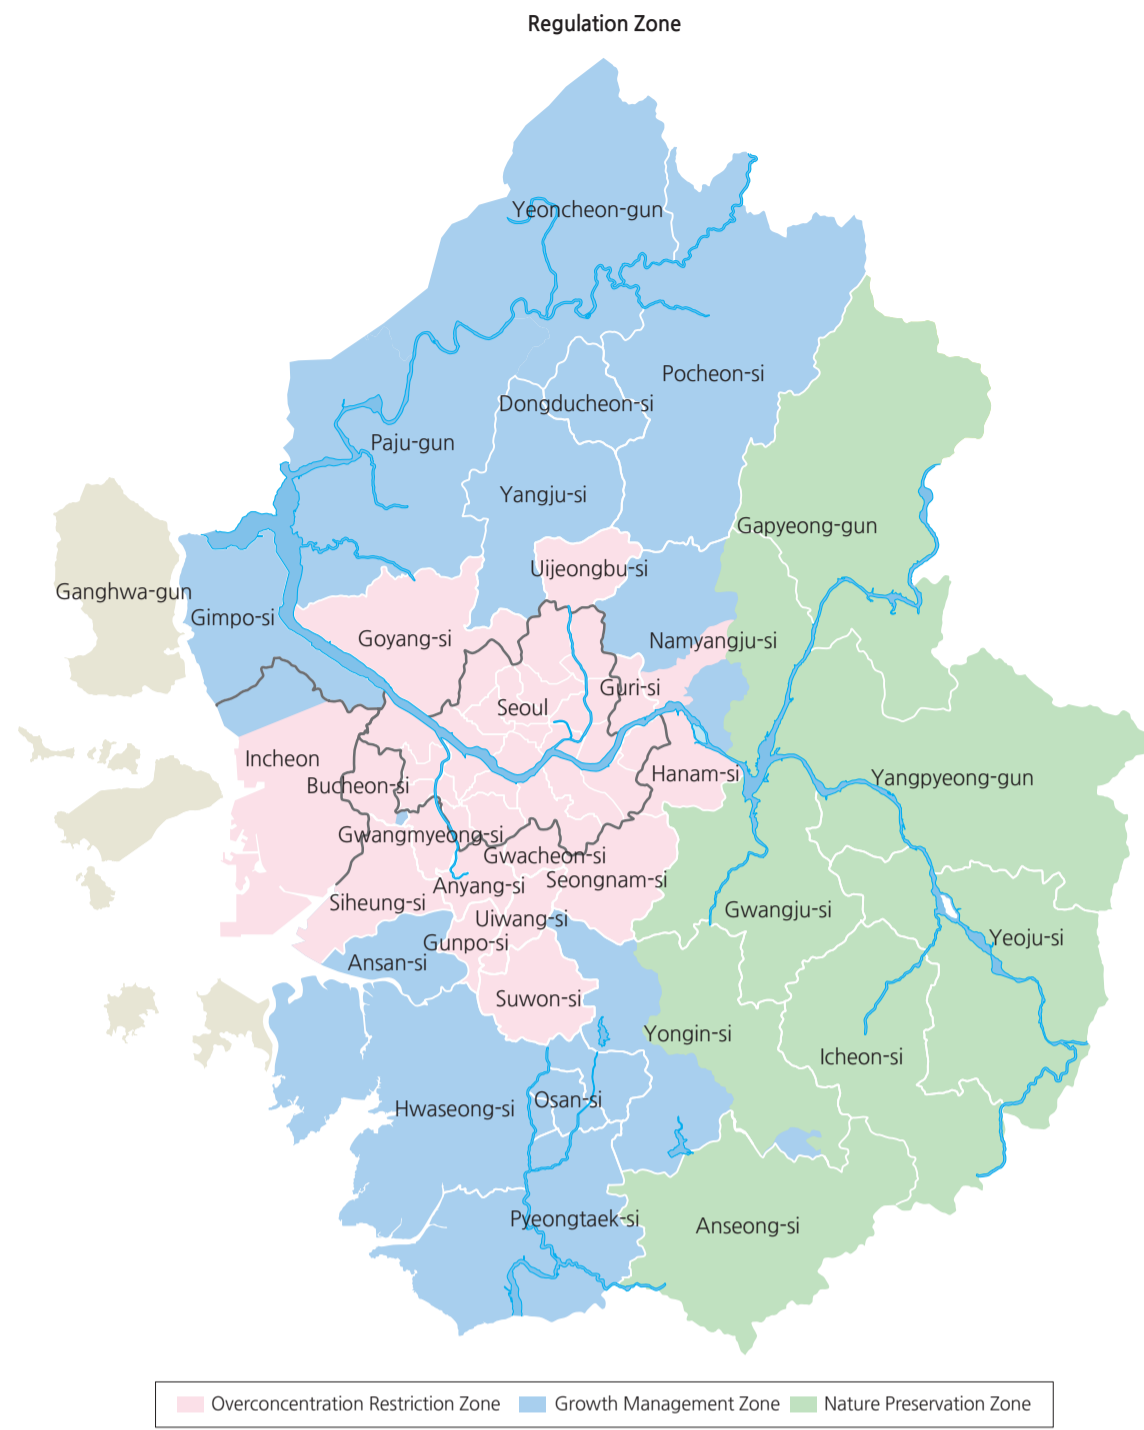 Regulation Zone
Yeoncheon-gun
Pocheon-si
Dongducheon-si
Paju-gun
Yangju-si
Gapyeong-gun
Uijeongbu-si
Ganghwa-gun
Gimpo-si
Goyang-si
Namyangju-si
Guri-si
Seoul
Incheon
Hanam-si
Yangpyeong-gun
Bucheon-si
Gwangmyeong-si
Gwacheon-si
Seongnam-si
Anyang-si
Siheung-si
Gwangju-si
Uiwang-si
Yeoju-si
Gunpo-si
Ansan-si
Suwon-si
Yongin-si
Icheon-si
Osan-si
Hwaseong-si
Pyeongtaek-si
Anseong-si
Overconcentration Restriction Zone
Growth Management Zone
Nature Preservation Zone